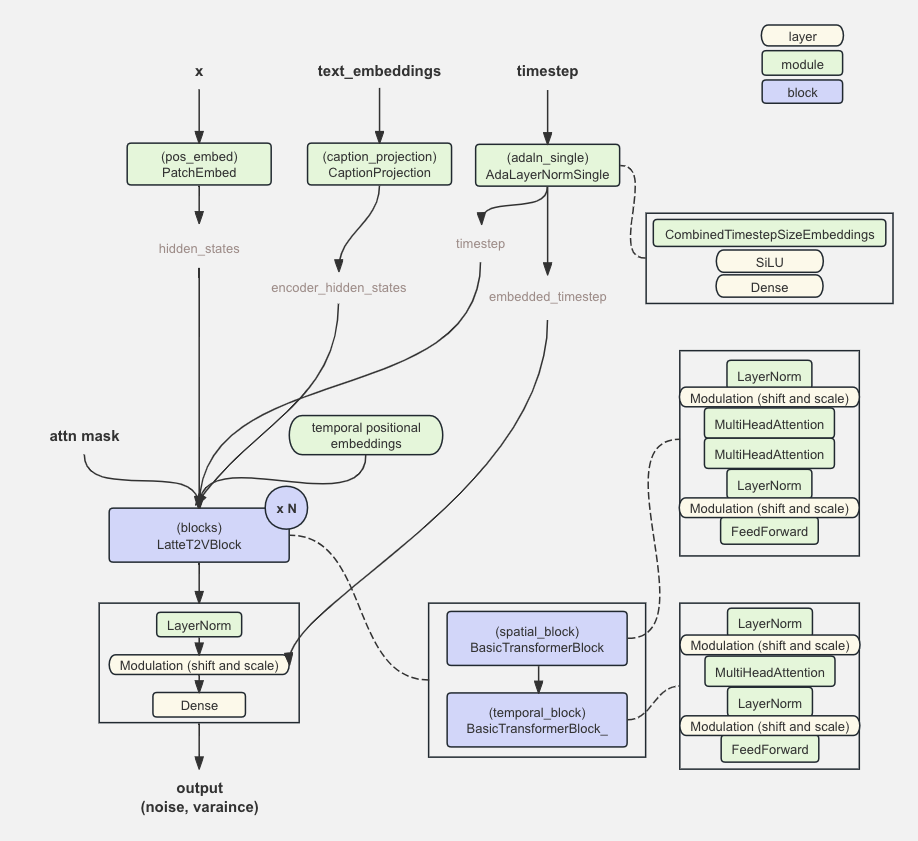 layer
module
block
x
text_embeddings
timestep
(pos_embed)
PatchEmbed
(caption_projection)
CaptionProjection
(adaln_single)
AdaLayerNormSingle
hidden_states
encoder_hidden_states
timestep
embedded_timestep
CombinedTimestepSizeEmbeddings
SiLU
Dense
attn mask
temporal positional
embeddings
x N
(blocks)
LatteT2VBlock
LayerNorm
Modulation (shift and scale)
MultiHeadAttention
MultiHeadAttention
LayerNorm
Modulation (shift and scale)
FeedForward
LayerNorm
Modulation (shift and scale)
Dense
(spatial_block)
BasicTransformerBlock
(temporal_block)
BasicTransformerBlock_
LayerNorm
Modulation (shift and scale)
MultiHeadAttention
LayerNorm
Modulation (shift and scale)
FeedForward
output
(noise, varaince)